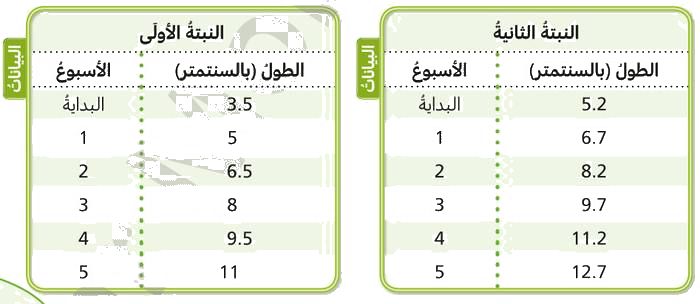 النبتةُ الأولَى
البيانات
الأسبوعُ الطولُ (بالسنتمتر)
البدايةُ 3.5
1 5
2 6.5
3 8
4 9.5
5 11
النبتةُ الثانيةُ
البيانات
الأسبوعُ الطولُ (بالسنتمتر)
البدايةُ 5.2
1 6.7
2 8.2
3 9.7
4 11.2
5 12.7